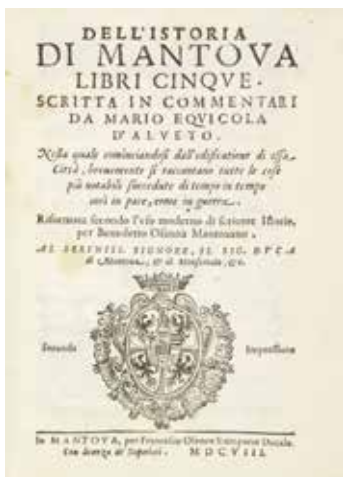 DELL'ISTORIA
DI MANTOVA
LIBRI CINQVE.
SCRITTA IN COMMENTARI
DA MARIO EQVICOLA
D'ALVETO.
Nella quale cominciandosi dall'edificatione di essa
Città, brevemente si raccontano tutte le cose
più notabili succedute di tempo in tempo
così in pace, come in guerra.
Riformata secondo l'uso moderno di scrivere Istorie,
per Benedetto Osanna Mantovano.
AL SERENISS. SIGNORE, IL SIG. DVCA
di Mantova, & di Monferrato, &c.
Seconda Impressione
In MANTOVA, per Francesco Osanna Stampator Ducale.
Con licenza de' Superiori. MDCVIII.